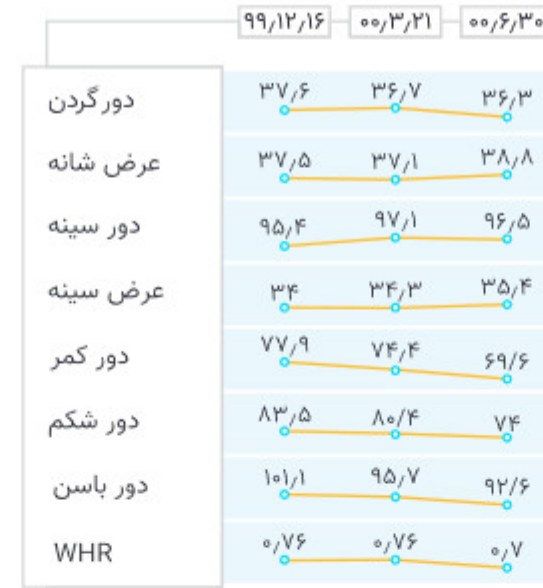 ۹۹٫۱۲٫۱۶ ۰۰٫۳٫۲۱ ۰۰٫۶٫۳۰
دور گردن ۳۷٫۶ ۳۶٫۷ ۳۶٫۳
عرض شانه ۳۷٫۵ ۳۷٫۱ ۳۸٫۸
دور سینه ۹۵٫۴ ۹۷٫۱ ۹۶٫۵
عرض سینه ۳۴ ۳۴٫۳ ۳۵٫۴
دور کمر ۷۷٫۹ ۷۴٫۴ ۶۹/۶
دور شکم ۸۳٫۵ ۸۰/۴ ۷۴
دور باسن ۱۰۱٫۱ ۹۵٫۷ ۹۲/۶
WHR ۰٫۷۶ ۰٫۷۶ ۰٫۷